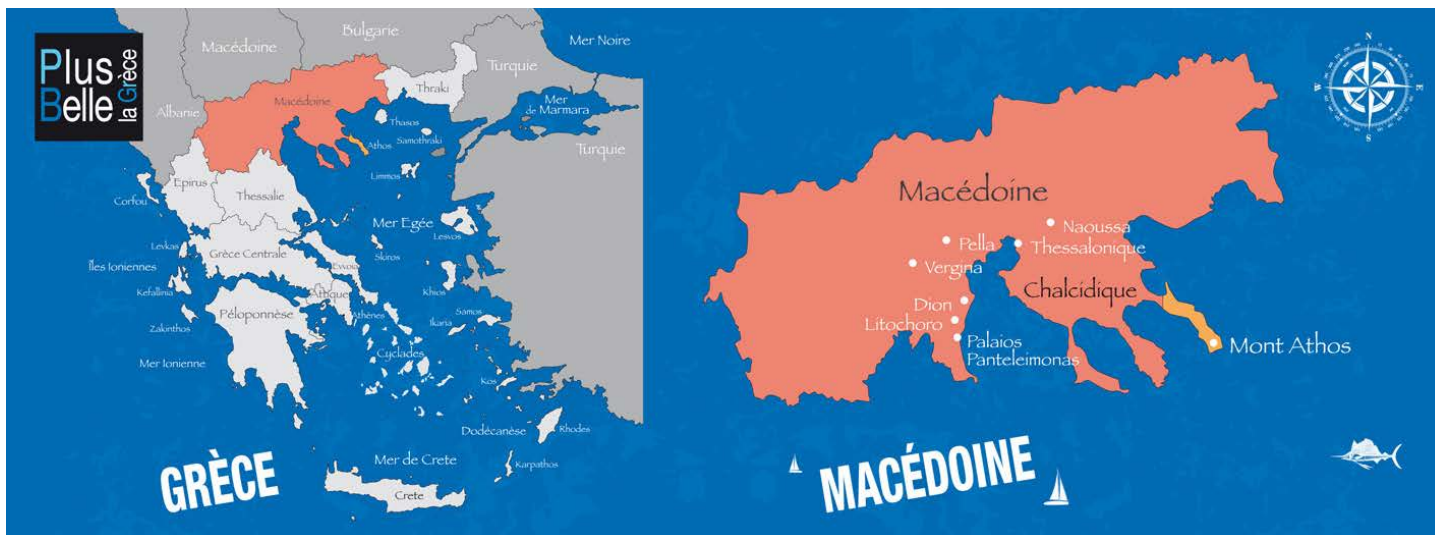 Plus
Belle
la Grèce
Macédoine
Bulgarie
Mer Noire
Turquie
Thraki
Macédoine
Albanie
Mer
de Marmara
Thasos
Samothraki
Athos
Turquie
Limmos
Epirus
Thessalie
Corfou
Mer Egée
Lesvos
Levkas
Grèce Centrale
Skiros
Evvoia
Îles Ioniennes
Kefallinia
Attique
Khios
Péloponnèse
Athènes
Samos
Ikaria
Zakinthos
Cyclades
Mer Ionienne
Kos
Dodécanèse
Rhodes
Mer de Crete
Karpathos
Crete
GRÈCE
N
W
E
S
Macédoine
Naoussa
Pella
Thessalonique
Vergina
Chalcidique
Dion
Litochoro
Palaios
Panteleimonas
Mont Athos
MACÉDOINE